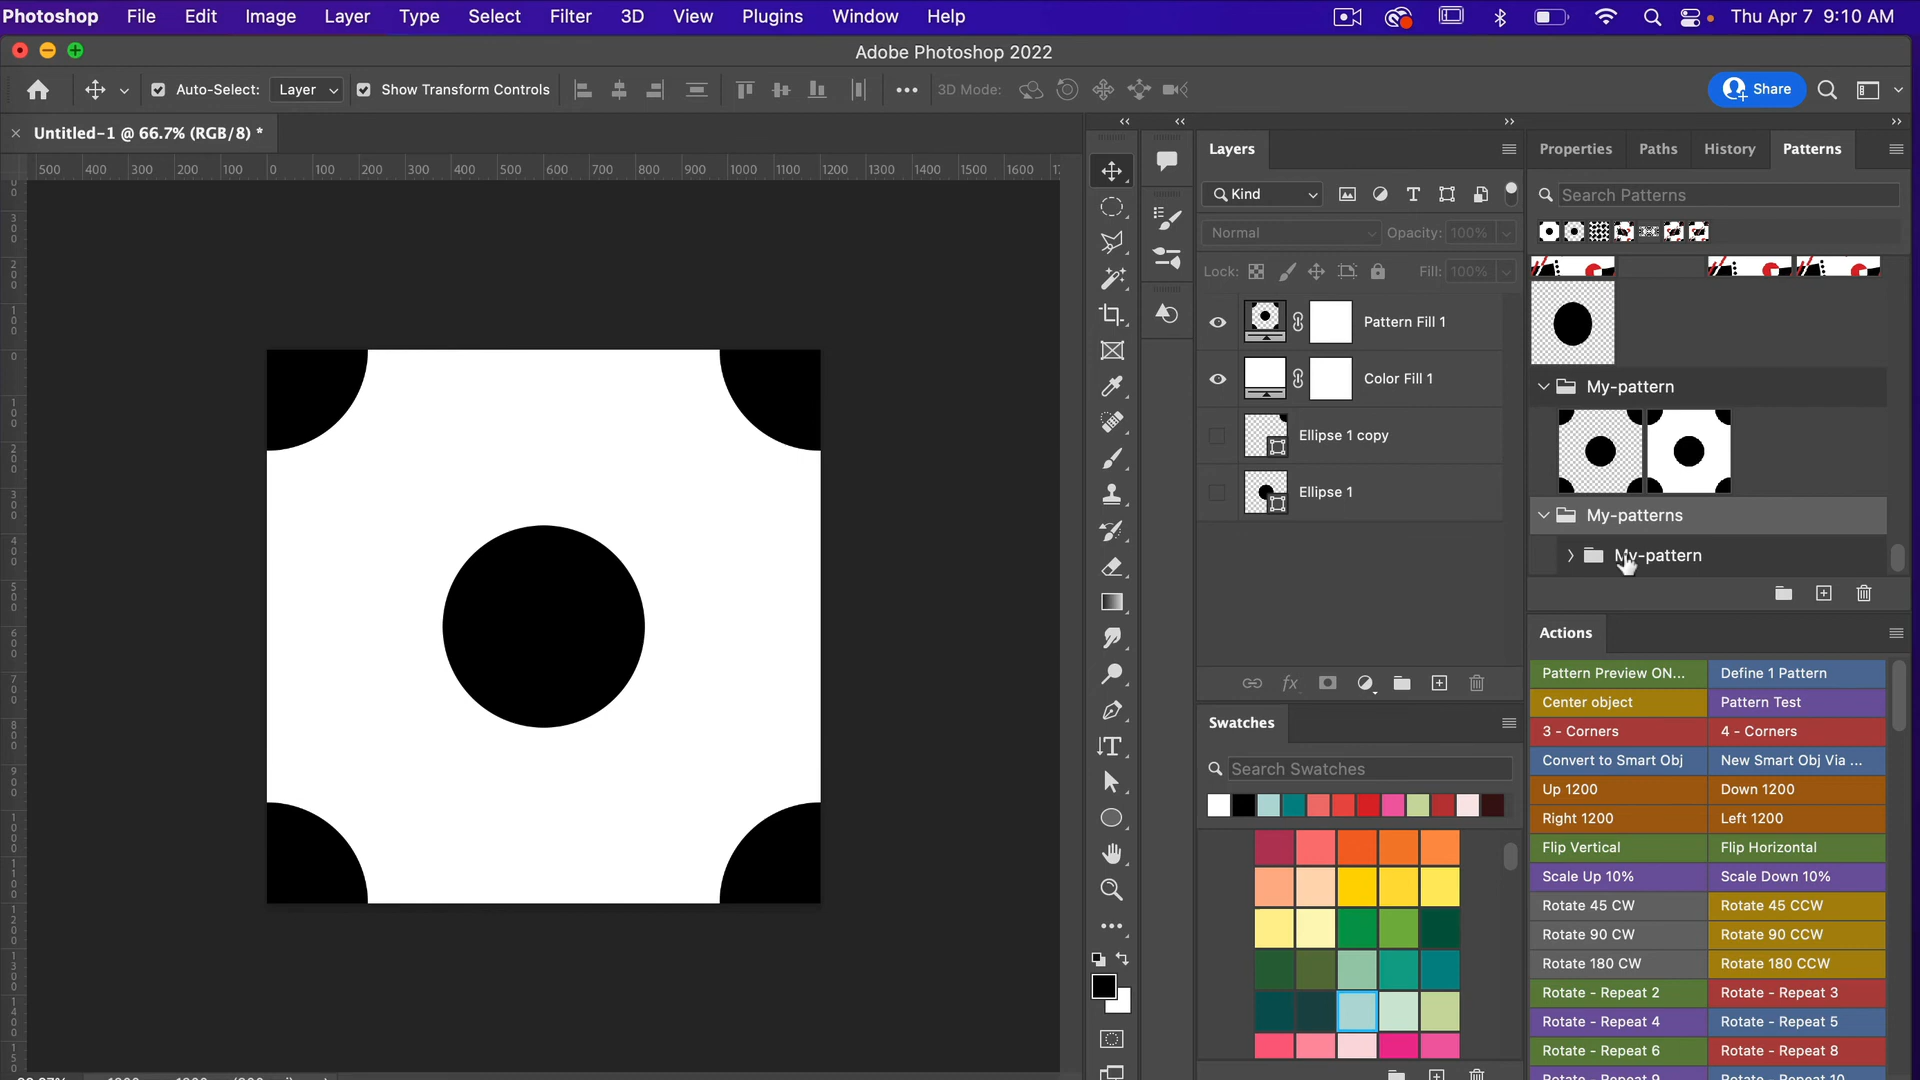 Photoshop File Edit Image Layer Type Select Filter 3D View Plugins Window Help Thu Apr 7 9:10 AM
Adobe Photoshop 2022
Auto-Select: Layer Show Transform Controls 3D Mode: Share
Untitled-1 @ 66.7% (RGB/8) *
500 400 300 200 100 0 100 200 300 400 500 600 700 800 900 1000 1100 1200 1300 1400 1500 1600
Layers
Kind
Normal Opacity: 100%
Lock: Fill: 100%
Pattern Fill 1
Color Fill 1
Ellipse 1 copy
Ellipse 1
Swatches
Search Swatches
Properties Paths History Patterns
Search Patterns
My-pattern
My-patterns
My-pattern
Actions
Pattern Preview ON... Define 1 Pattern
Center object Pattern Test
3 - Corners 4 - Corners
Convert to Smart Obj New Smart Obj Via ...
Up 1200 Down 1200
Right 1200 Left 1200
Flip Vertical Flip Horizontal
Scale Up 10% Scale Down 10%
Rotate 45 CW Rotate 45 CCW
Rotate 90 CW Rotate 90 CCW
Rotate 180 CW Rotate 180 CCW
Rotate - Repeat 2 Rotate - Repeat 3
Rotate - Repeat 4 Rotate - Repeat 5
Rotate - Repeat 6 Rotate - Repeat 8
Rotate - Repeat 9 Rotate - Repeat 10